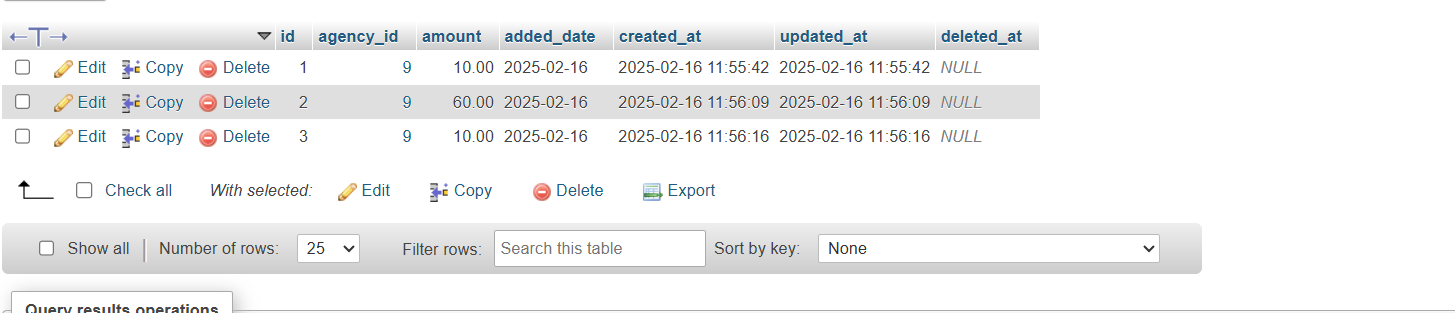 id agency_id amount added_date created_at updated_at deleted_at
Edit Copy Delete 1 9 10.00 2025-02-16 2025-02-16 11:55:42 2025-02-16 11:55:42 NULL
Edit Copy Delete 2 9 60.00 2025-02-16 2025-02-16 11:56:09 2025-02-16 11:56:09 NULL
Edit Copy Delete 3 9 10.00 2025-02-16 2025-02-16 11:56:16 2025-02-16 11:56:16 NULL
Check all With selected: Edit Copy Delete Export
Show all Number of rows: 25 Filter rows: Search this table Sort by key: None
Query results operations